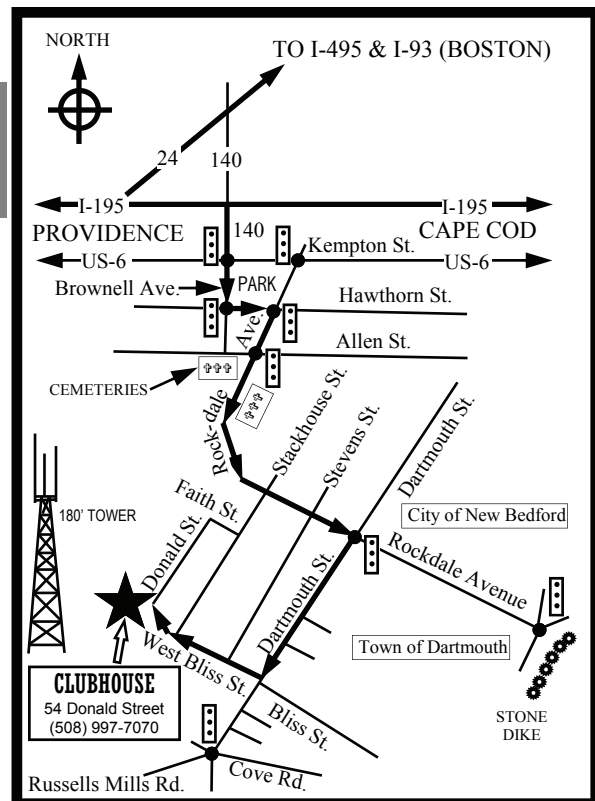 NORTH
TO I-495 & I-93 (BOSTON)
24
140
I-195
I-195
PROVIDENCE
140
CAPE COD
Kempton St.
US-6
US-6
Brownell Ave.
PARK
Hawthorn St.
Ave.
Allen St.
CEMETERIES
Rock-dale
Stackhouse St.
Stevens St.
Dartmouth St.
Faith St.
180' TOWER
Donald St.
City of New Bedford
Rockdale Avenue
Dartmouth St.
Town of Dartmouth
West Bliss St.
CLUBHOUSE
54 Donald Street
(508) 997-7070
Bliss St.
STONE
DIKE
Cove Rd.
Russells Mills Rd.